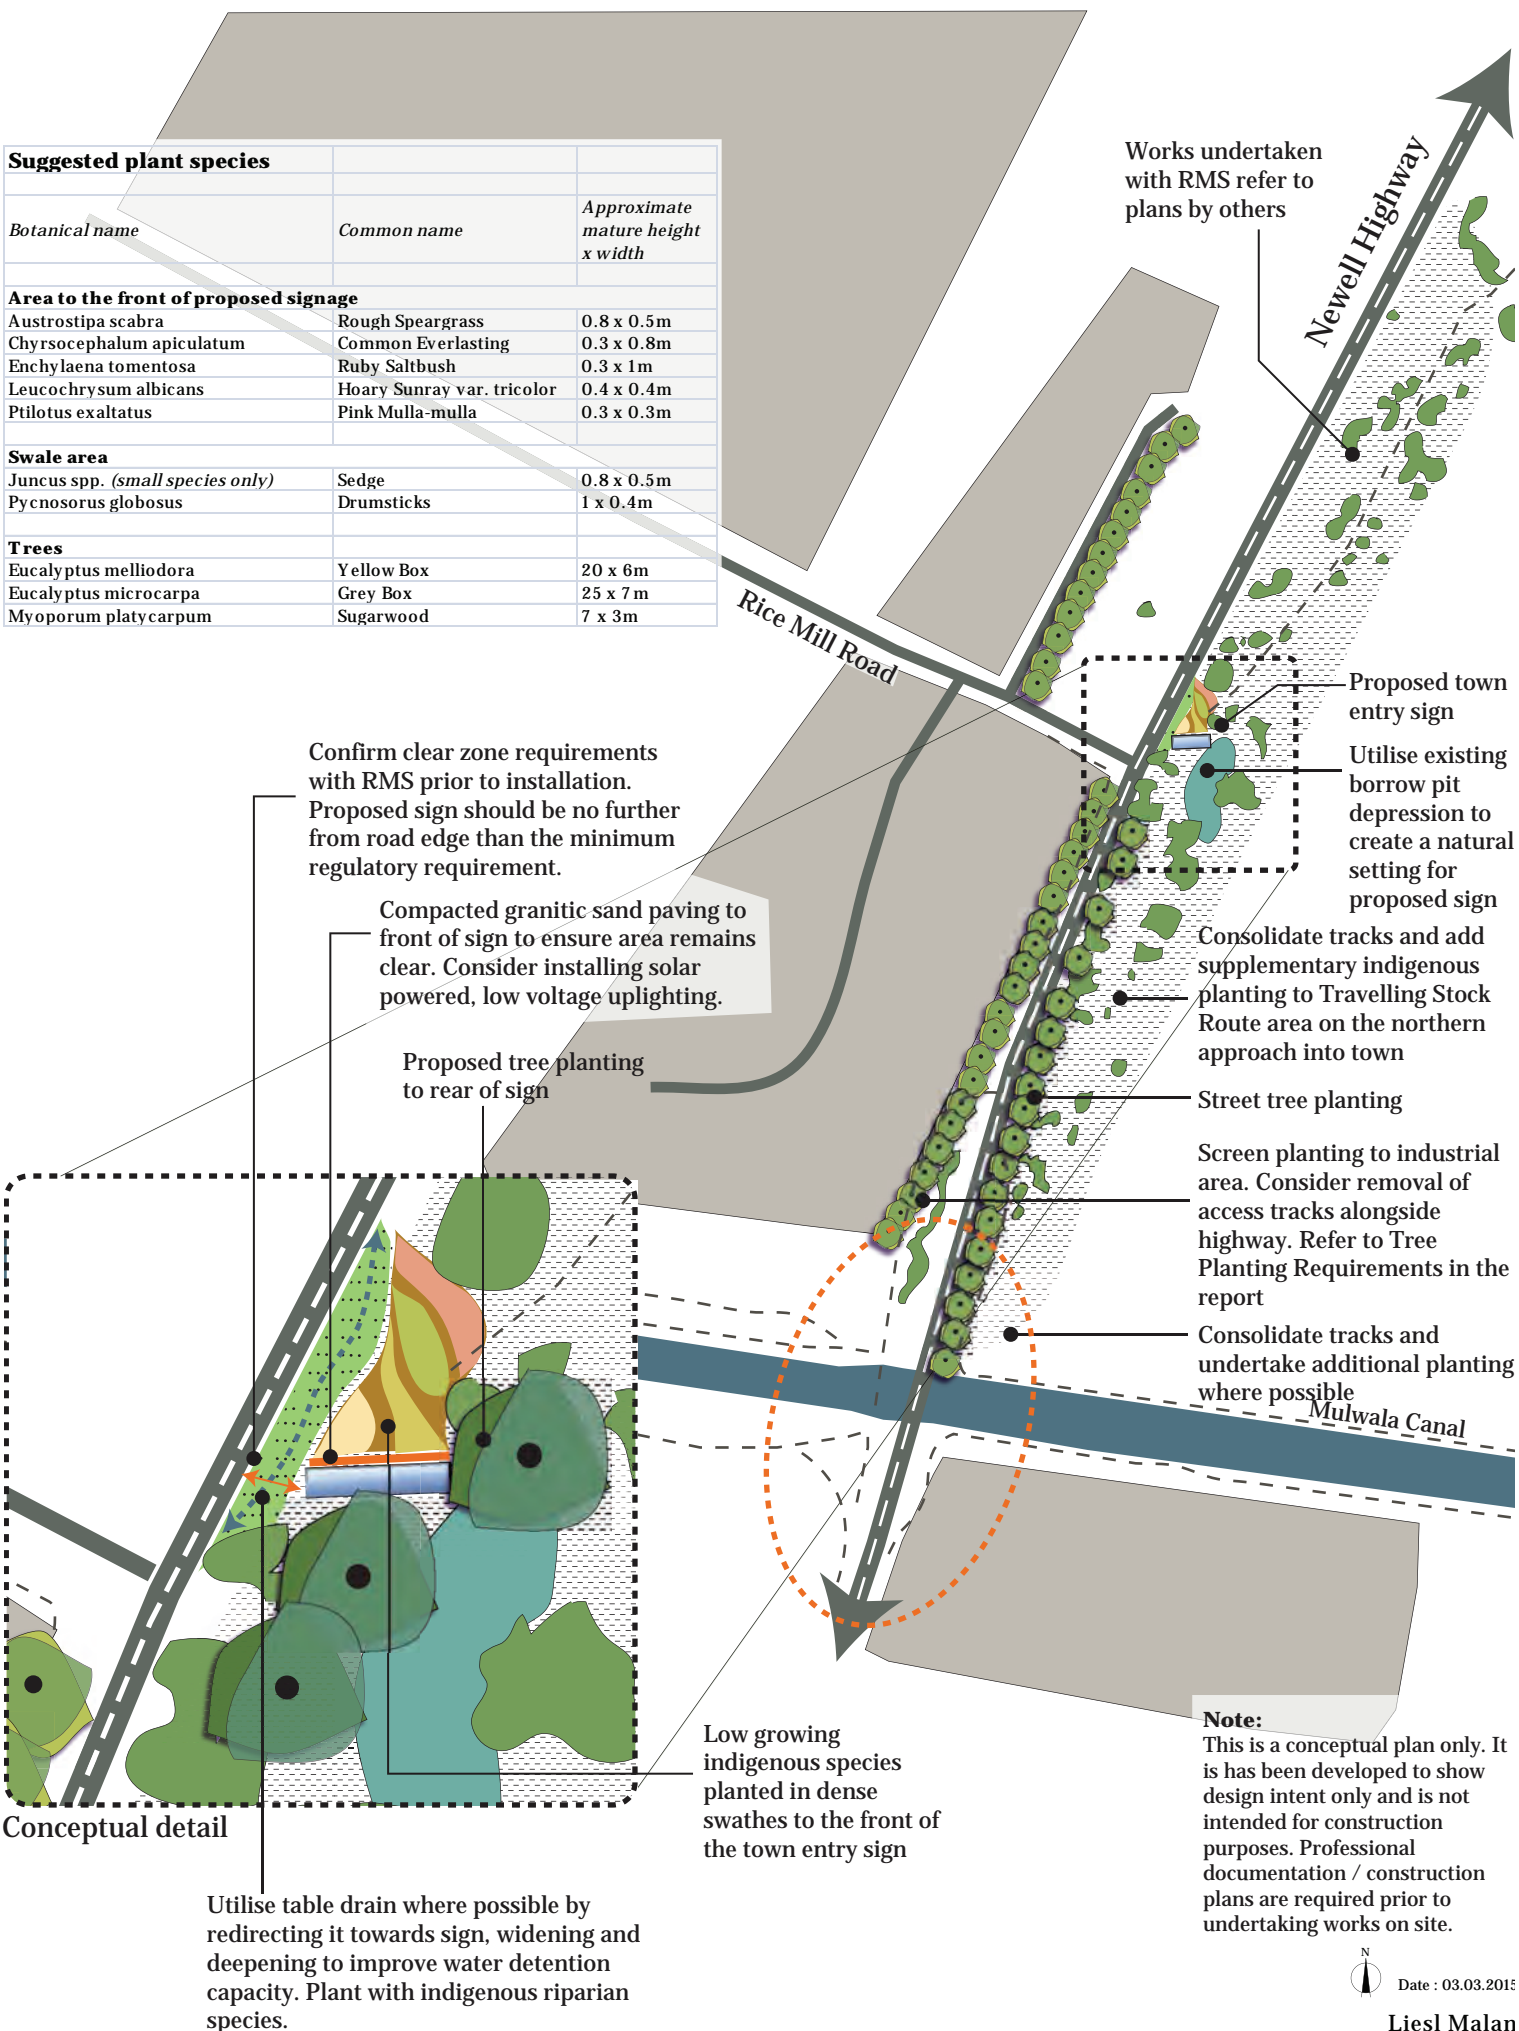 Suggested plant species
Botanical name Common name Approximate
mature height
x width
Area to the front of proposed signage
Austrostipa scabra Rough Speargrass 0.8 x 0.5m
Chyrsocephalum apiculatum Common Everlasting 0.3 x 0.8m
Enchylaena tomentosa Ruby Saltbush 0.3 x 1m
Leucochrysum albicans Hoary Sunray var. tricolor 0.4 x 0.4m
Ptilotus exaltatus Pink Mulla-mulla 0.3 x 0.3m
Swale area
Juncus spp. (small species only) Sedge 0.8 x 0.5m
Pycnosorus globosus Drumsticks 1 x 0.4m
Trees
Eucalyptus melliodora Yellow Box 20 x 6m
Eucalyptus microcarpa Grey Box 25 x 7m
Myoporum platycarpum Sugarwood 7 x 3m
Works undertaken
with RMS refer to
plans by others
Newell Highway
Rice Mill Road
Proposed town
entry sign
Utilise existing
borrow pit
depression to
create a natural
setting for
proposed sign
Consolidate tracks and add
supplementary indigenous
planting to Travelling Stock
Route area on the northern
approach into town
Street tree planting
Screen planting to industrial
area. Consider removal of
access tracks alongside
highway. Refer to Tree
Planting Requirements in the
report
Consolidate tracks and
undertake additional planting
where possible
Mulwala Canal
Confirm clear zone requirements
with RMS prior to installation.
Proposed sign should be no further
from road edge than the minimum
regulatory requirement.
Compacted granitic sand paving to
front of sign to ensure area remains
clear. Consider installing solar
powered, low voltage uplighting.
Proposed tree planting
to rear of sign
Conceptual detail
Low growing
indigenous species
planted in dense
swathes to the front of
the town entry sign
Utilise table drain where possible by
redirecting it towards sign, widening and
deepening to improve water detention
capacity. Plant with indigenous riparian
species.
Note:
This is a conceptual plan only. It
is has been developed to show
design intent only and is not
intended for construction
purposes. Professional
documentation / construction
plans are required prior to
undertaking works on site.
N
Date : 03.03.2015
Liesl Malan